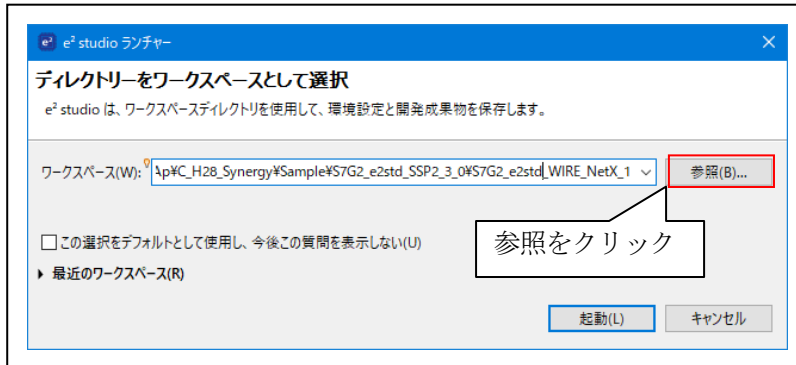 e² studio ランチャー
ディレクトリーをワークスペースとして選択
e² studio は、ワークスペースディレクトリを使用して、環境設定と開発成果物を保存します。
ワークスペース(W): Ap¥C_H28_Synergy¥Sample¥S7G2_e2std_SSP2_3_0¥S7G2_e2std_WIRE_NetX_1 参照(B)...
参照をクリック
この選択をデフォルトとして使用し、今後この質問を表示しない(U)
最近のワークスペース(R)
起動(L) キャンセル